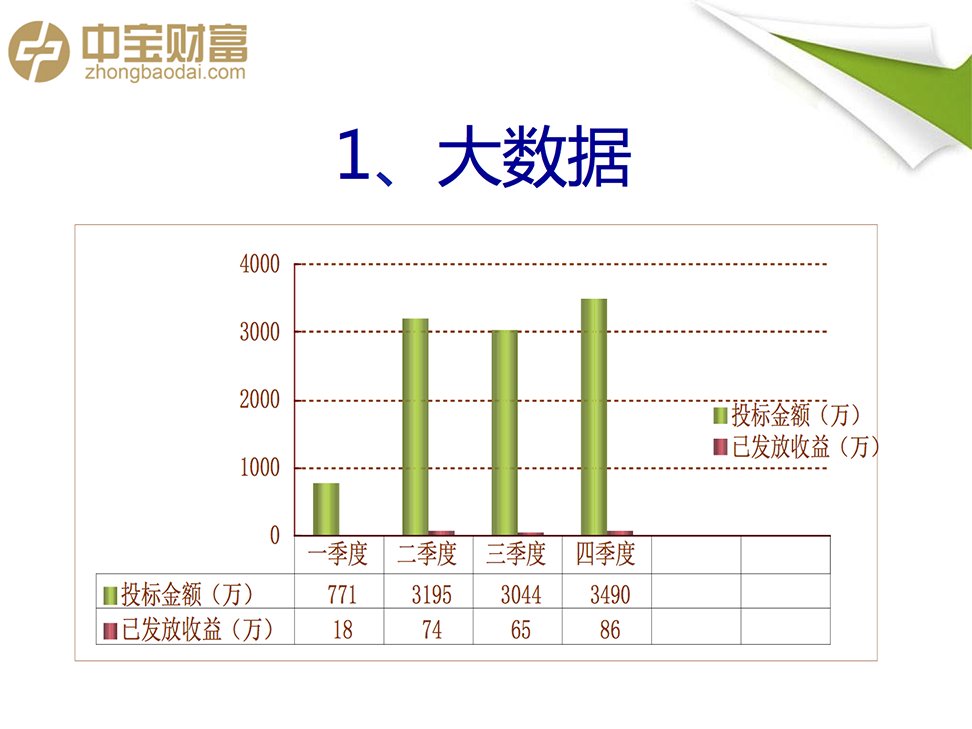 中宝财富
zhongbaodai.com
1、大数据
4000
3000
2000
1000
0
投标金额（万）
已发放收益（万）
一季度 二季度 三季度 四季度
投标金额（万） 771 3195 3044 3490
已发放收益（万） 18 74 65 86